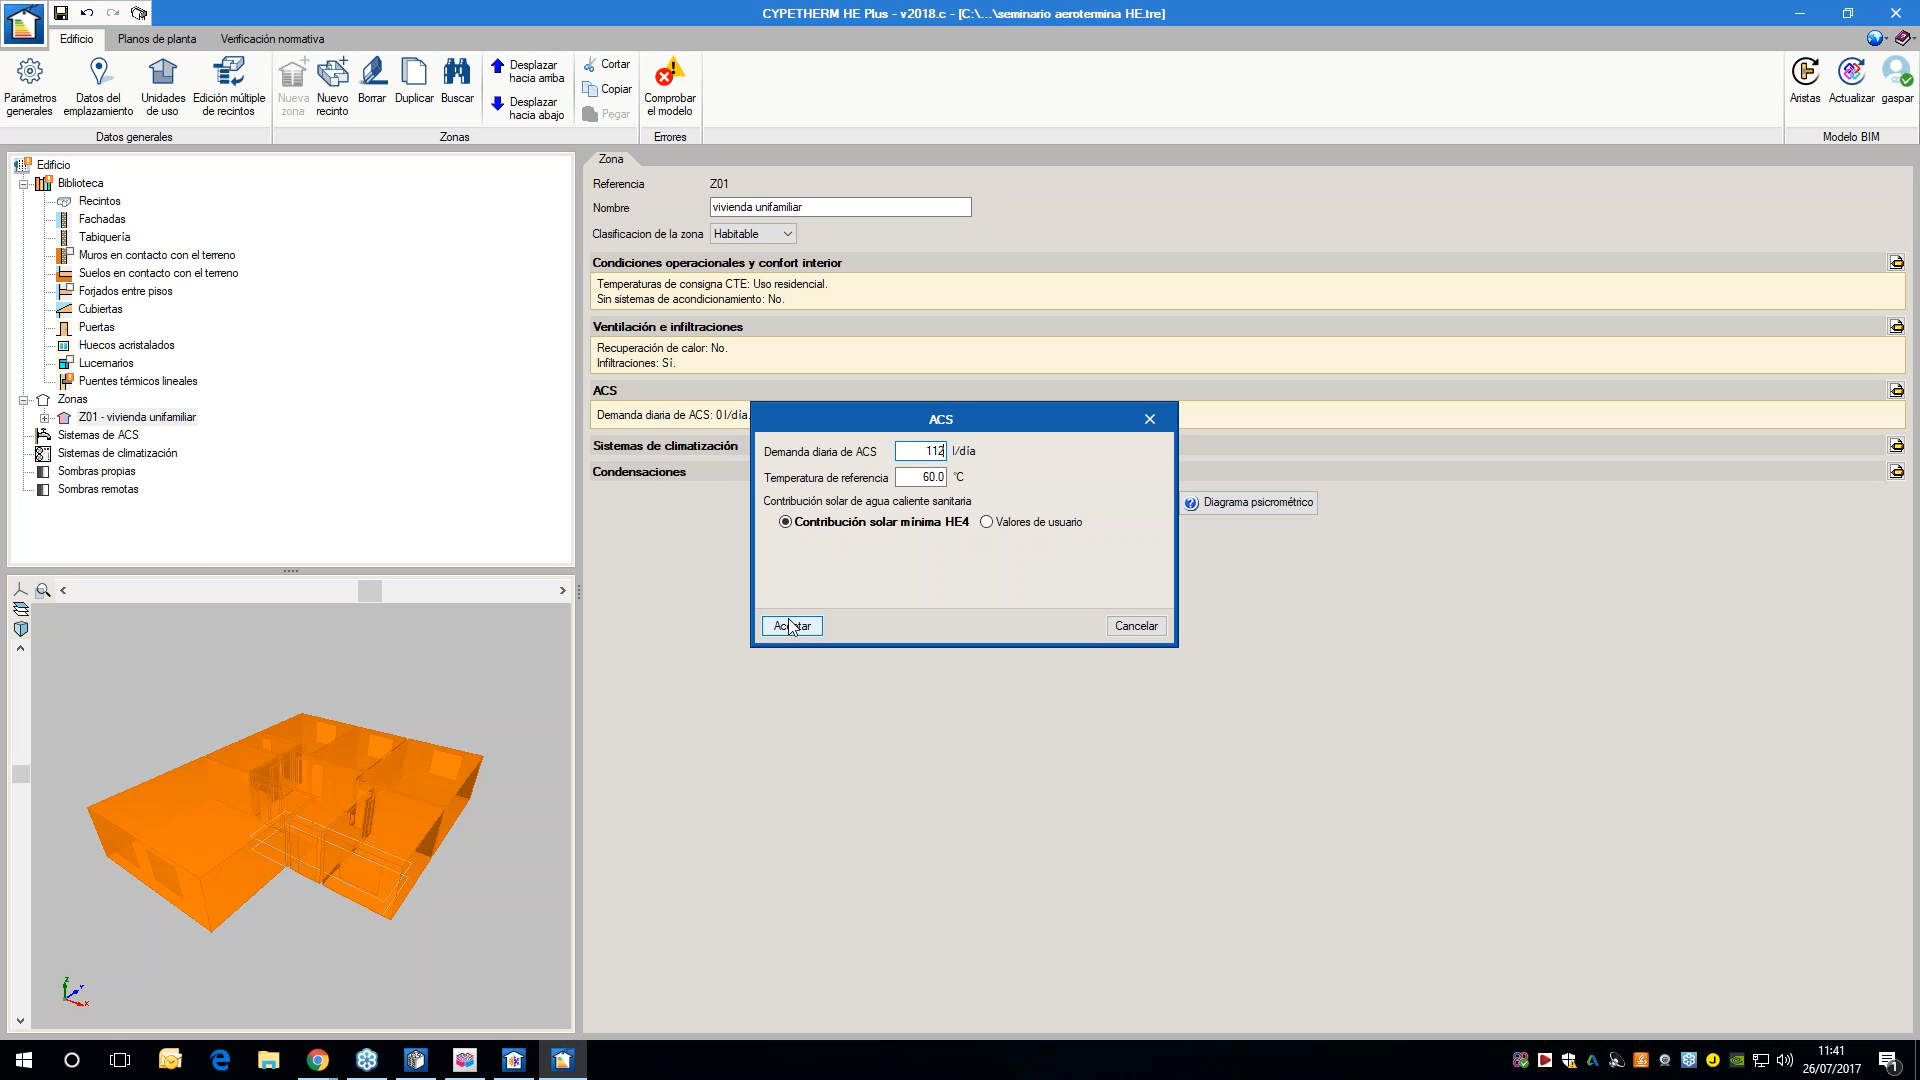 CYPETHERM HE Plus - v2018.c - [C:\...\seminario aerotermina HE.tre]
Edificio
Planos de planta
Verificación normativa
Parámetros generales
Datos del emplazamiento
Unidades de uso
Edición múltiple de recintos
Nueva zona
Nuevo recinto
Borrar
Duplicar
Buscar
Desplazar hacia arriba
Desplazar hacia abajo
Cortar
Copiar
Pegar
Comprobar el modelo
Aristas
Actualizar
gaspar
Datos generales
Zonas
Errores
Modelo BIM
Edificio
Biblioteca
Recintos
Fachadas
Tabiquería
Muros en contacto con el terreno
Suelos en contacto con el terreno
Forjados entre pisos
Cubiertas
Puertas
Huecos acristalados
Lucernarios
Puentes térmicos lineales
Zonas
Z01 - vivienda unifamiliar
Sistemas de ACS
Sistemas de climatización
Sombras propias
Sombras remotas
Zona
Referencia Z01
Nombre vivienda unifamiliar
Clasificacion de la zona Habitable
Condiciones operacionales y confort interior
Temperaturas de consigna CTE: Uso residencial.
Sin sistemas de acondicionamiento: No.
Ventilación e infiltraciones
Recuperación de calor: No.
Infiltraciones: Sí.
ACS
Demanda diaria de ACS: 0 l/día.
Sistemas de climatización
Condensaciones
Diagrama psicrométrico
ACS
Demanda diaria de ACS 112 l/día
Temperatura de referencia 60.0 °C
Contribución solar de agua caliente sanitaria
Contribución solar mínima HE4 Valores de usuario
Aceptar
Cancelar
z
y
x
11:41
26/07/2017
1